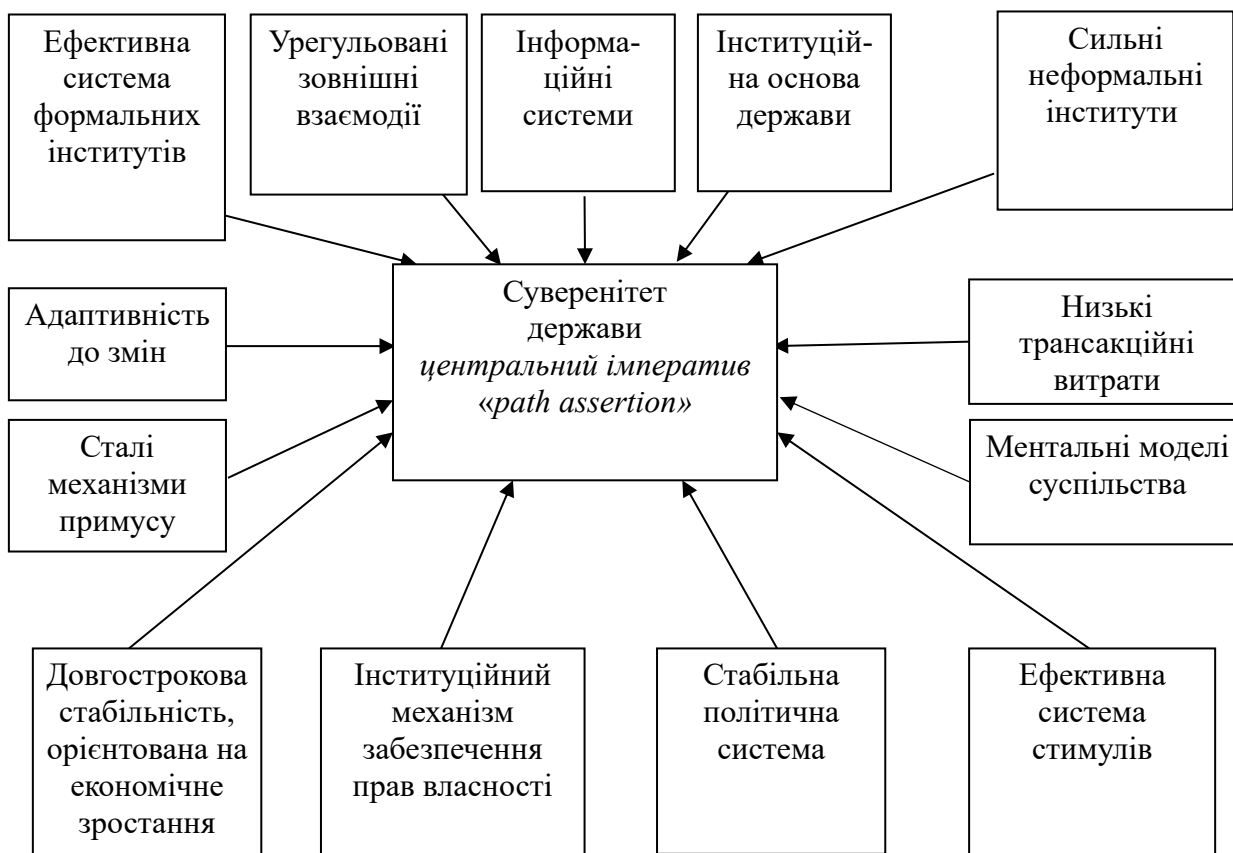 Ефективна
система
формальних
інститутів
Урегульовані
зовнішні
взаємодії
Інформа-
ційні
системи
Інституцій-
на основа
держави
Сильні
неформальні
інститути
Адаптивність
до змін
Суверенітет
держави
центральний імператив
«path assertion»
Низькі
трансакційні
витрати
Сталі
механізми
примусу
Ментальні моделі
суспільства
Довгострокова
стабільність,
орієнтована на
економічне
зростання
Інституційний
механізм
забезпечення
прав власності
Стабільна
політична
система
Ефективна
система
стимулів